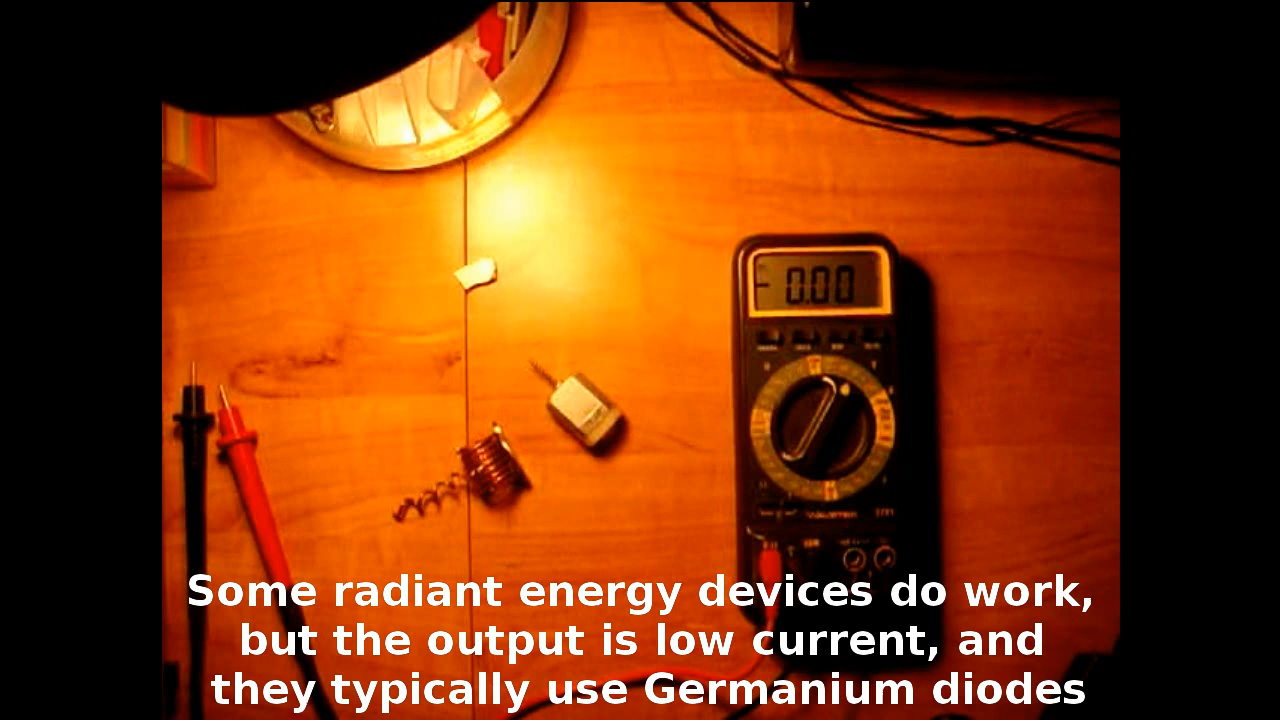 0.00
Some radiant energy devices do work,
but the output is low current, and
they typically use Germanium diodes